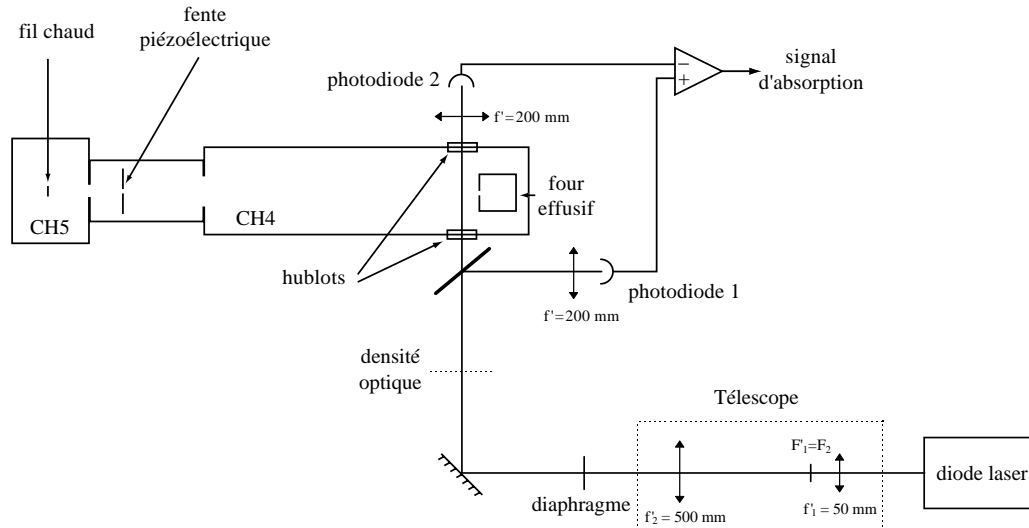 fente
piézoélectrique
fil chaud
signal
d'absorption
−
+
photodiode 2
f'=200 mm
four
effusif
CH5
CH4
hublots
photodiode 1
f'=200 mm
densité
optique
Télescope
F'1=F2
diode laser
diaphragme
f'2 = 500 mm
f'1 = 50 mm